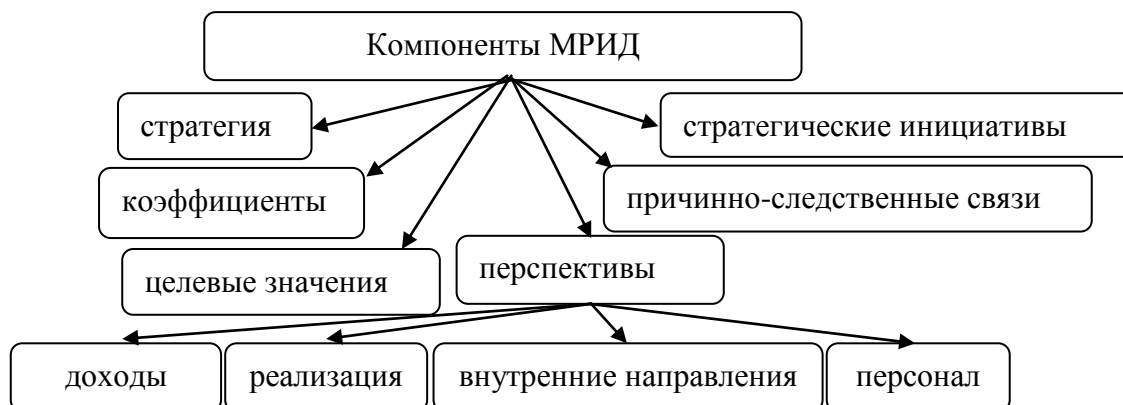 Компоненты МРИД
стратегия
стратегические инициативы
коэффициенты
причинно-следственные связи
целевые значения
перспективы
доходы
реализация
внутренние направления
персонал